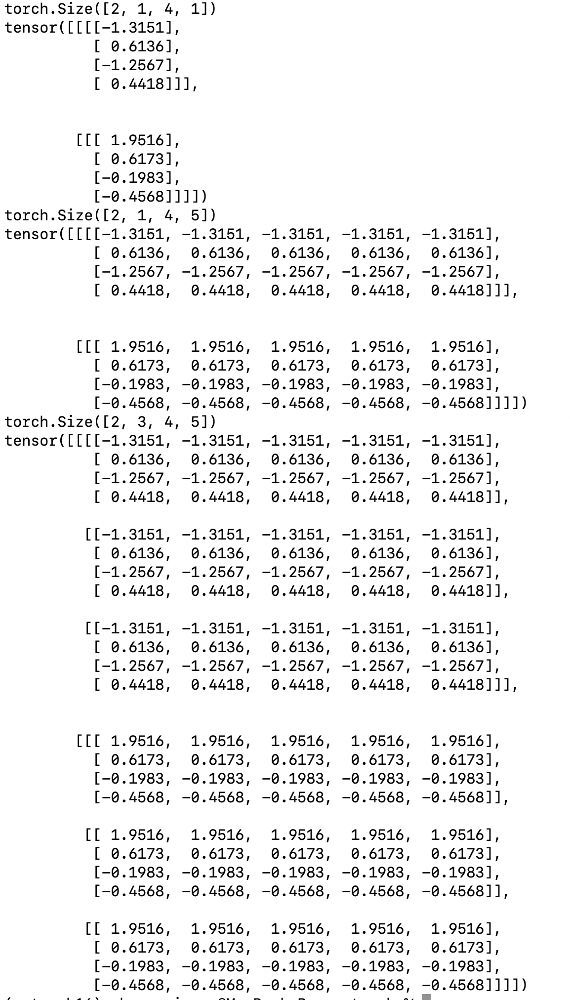 torch.Size([2, 1, 4, 1])
tensor([[[[-1.3151],
          [ 0.6136],
          [-1.2567],
          [ 0.4418]]],


        [[[ 1.9516],
          [ 0.6173],
          [-0.1983],
          [-0.4568]]]])
torch.Size([2, 1, 4, 5])
tensor([[[[-1.3151, -1.3151, -1.3151, -1.3151, -1.3151],
          [ 0.6136,  0.6136,  0.6136,  0.6136,  0.6136],
          [-1.2567, -1.2567, -1.2567, -1.2567, -1.2567],
          [ 0.4418,  0.4418,  0.4418,  0.4418,  0.4418]]],


        [[[ 1.9516,  1.9516,  1.9516,  1.9516,  1.9516],
          [ 0.6173,  0.6173,  0.6173,  0.6173,  0.6173],
          [-0.1983, -0.1983, -0.1983, -0.1983, -0.1983],
          [-0.4568, -0.4568, -0.4568, -0.4568, -0.4568]]]])
torch.Size([2, 3, 4, 5])
tensor([[[[-1.3151, -1.3151, -1.3151, -1.3151, -1.3151],
          [ 0.6136,  0.6136,  0.6136,  0.6136,  0.6136],
          [-1.2567, -1.2567, -1.2567, -1.2567, -1.2567],
          [ 0.4418,  0.4418,  0.4418,  0.4418,  0.4418]],

         [[-1.3151, -1.3151, -1.3151, -1.3151, -1.3151],
          [ 0.6136,  0.6136,  0.6136,  0.6136,  0.6136],
          [-1.2567, -1.2567, -1.2567, -1.2567, -1.2567],
          [ 0.4418,  0.4418,  0.4418,  0.4418,  0.4418]],

         [[-1.3151, -1.3151, -1.3151, -1.3151, -1.3151],
          [ 0.6136,  0.6136,  0.6136,  0.6136,  0.6136],
          [-1.2567, -1.2567, -1.2567, -1.2567, -1.2567],
          [ 0.4418,  0.4418,  0.4418,  0.4418,  0.4418]]],


        [[[ 1.9516,  1.9516,  1.9516,  1.9516,  1.9516],
          [ 0.6173,  0.6173,  0.6173,  0.6173,  0.6173],
          [-0.1983, -0.1983, -0.1983, -0.1983, -0.1983],
          [-0.4568, -0.4568, -0.4568, -0.4568, -0.4568]],

         [[ 1.9516,  1.9516,  1.9516,  1.9516,  1.9516],
          [ 0.6173,  0.6173,  0.6173,  0.6173,  0.6173],
          [-0.1983, -0.1983, -0.1983, -0.1983, -0.1983],
          [-0.4568, -0.4568, -0.4568, -0.4568, -0.4568]],

         [[ 1.9516,  1.9516,  1.9516,  1.9516,  1.9516],
          [ 0.6173,  0.6173,  0.6173,  0.6173,  0.6173],
          [-0.1983, -0.1983, -0.1983, -0.1983, -0.1983],
          [-0.4568, -0.4568, -0.4568, -0.4568, -0.4568]]]])